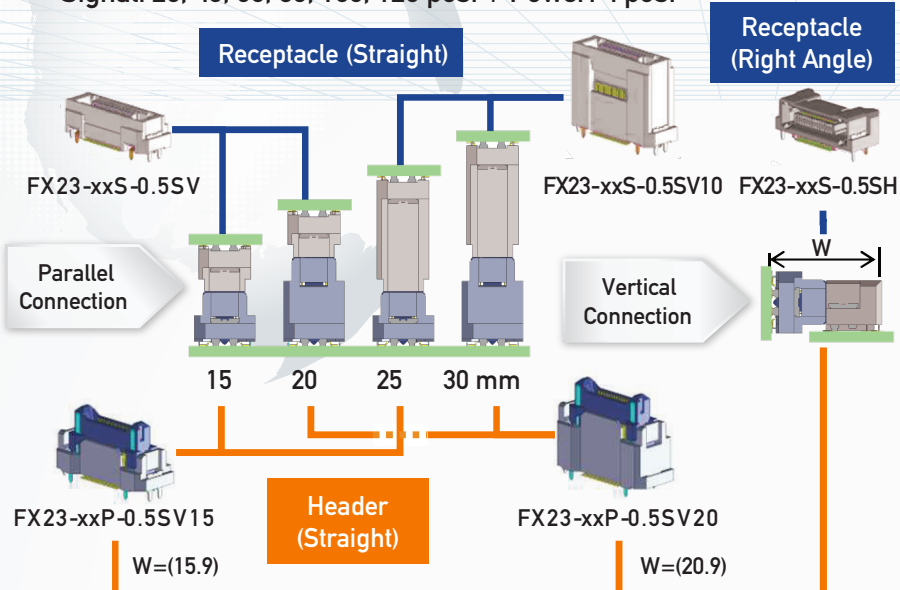 Receptacle (Straight)
Receptacle
(Right Angle)
FX23-xxS-0.5SV
FX23-xxS-0.5SV10
FX23-xxS-0.5SH
Parallel
Connection
Vertical
Connection
W
15
20
25
30 mm
Header
(Straight)
FX23-xxP-0.5SV15
FX23-xxP-0.5SV20
W=(15.9)
W=(20.9)